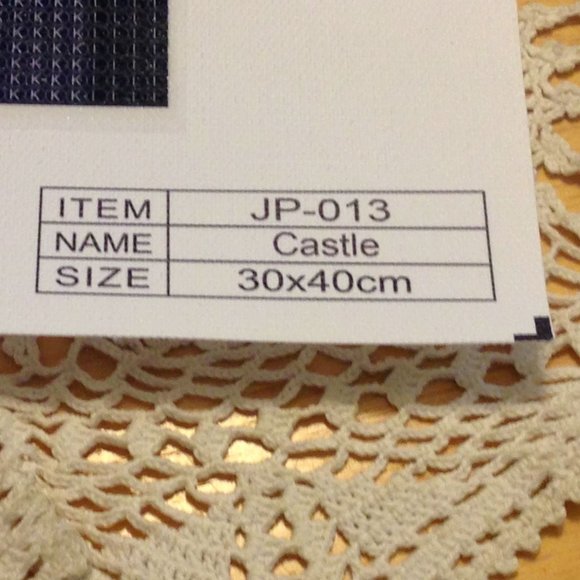 ITEM JP-013
NAME Castle
SIZE 30x40cm